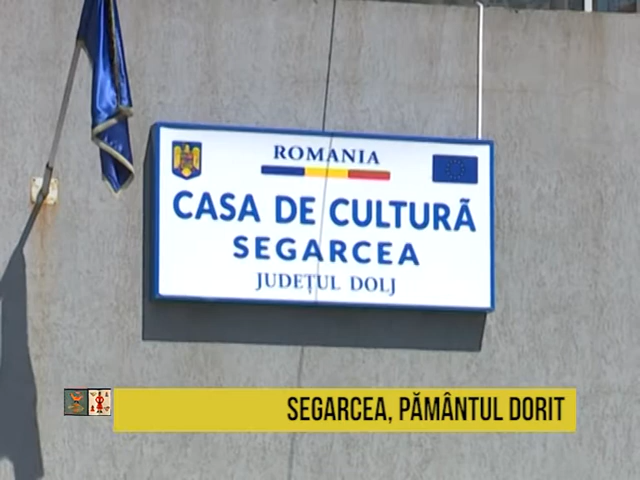 ROMANIA
CASA DE CULTURĂ
SEGARCEA
JUDEȚUL DOLJ
SEGARCEA, PĂMÂNTUL DORIT